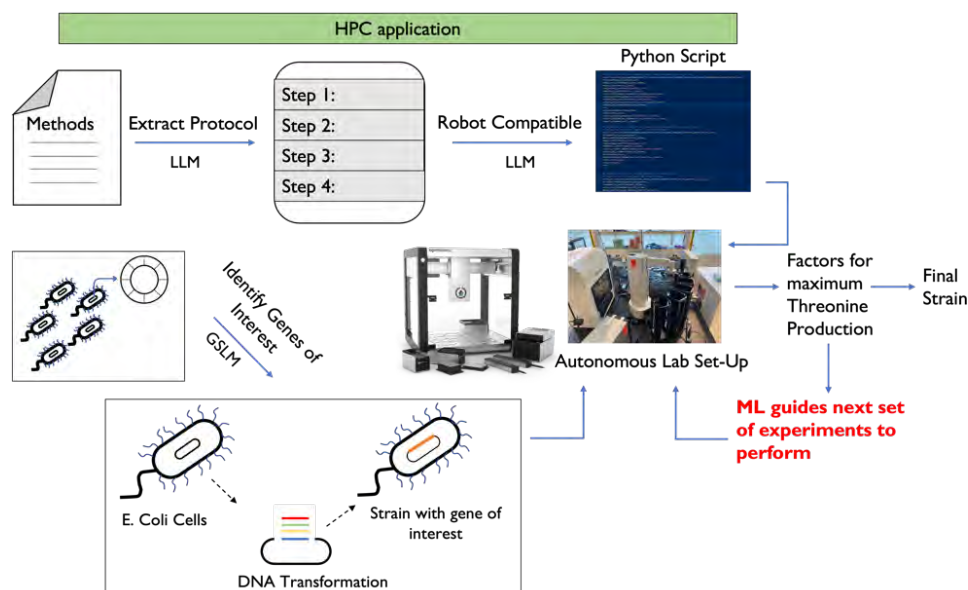 HPC application
Python Script
Methods
Extract Protocol
LLM
Step 1:
Step 2:
Step 3:
Step 4:
Robot Compatible
LLM
Identify Genes of
Interest
GSLM
Autonomous Lab Set-Up
Factors for
maximum
Threonine
Production
Final
Strain
ML guides next set
of experiments to
perform
E. Coli Cells
DNA Transformation
Strain with gene of
interest